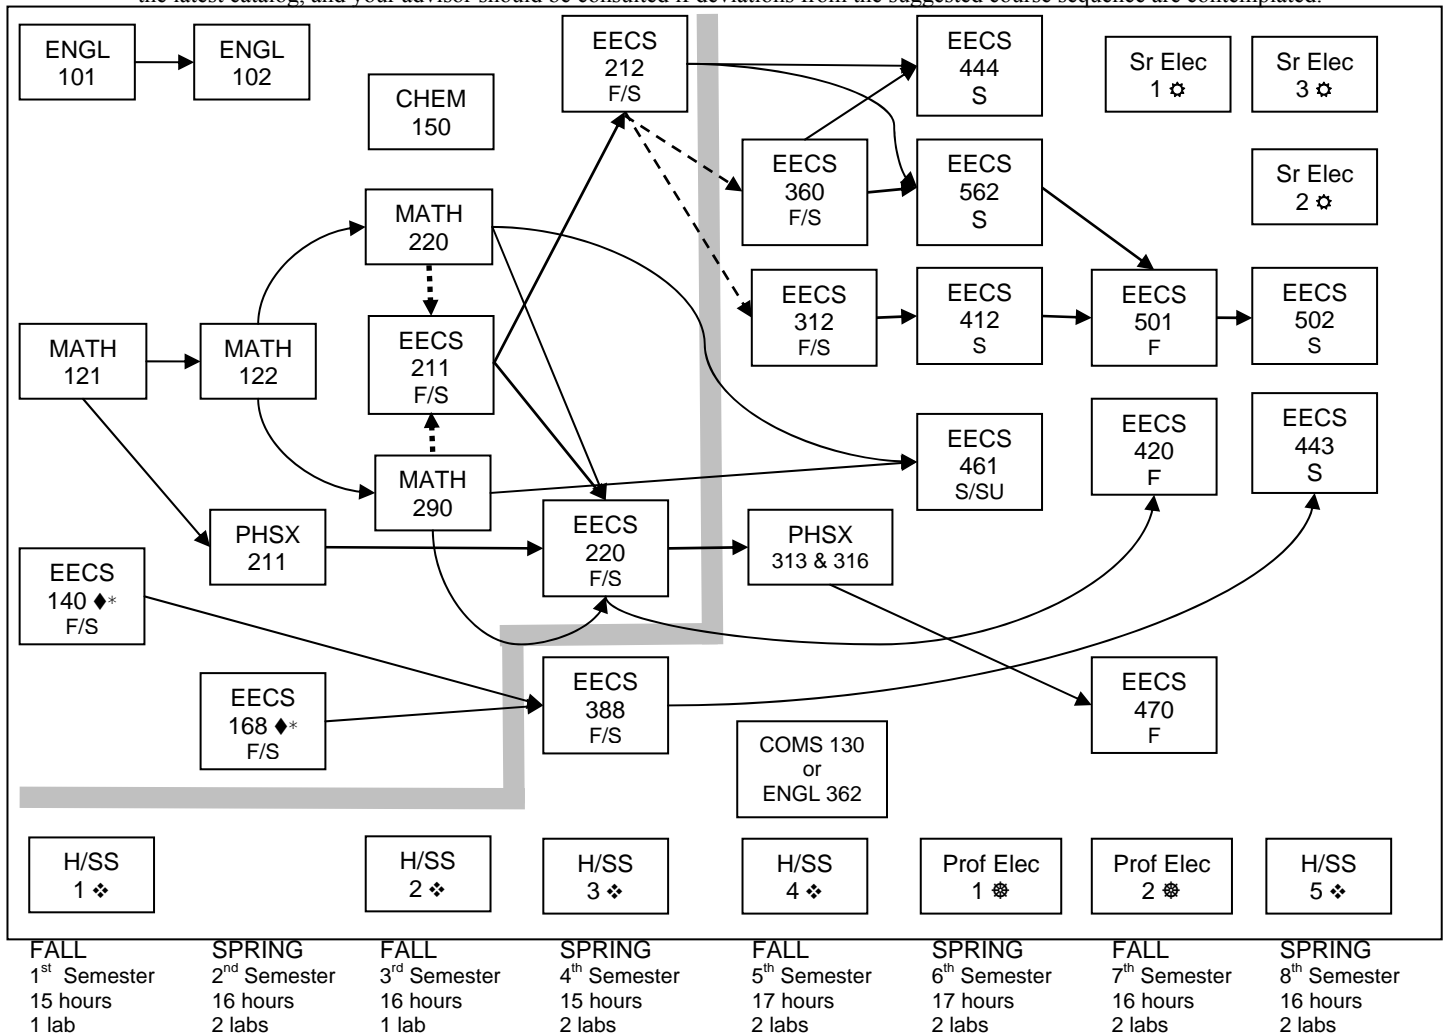 the latest catalog, and your advisor should be consulted if deviations from the suggested course sequence are contemplated.
ENGL
101
ENGL
102
CHEM
150
EECS
212
F/S
EECS
444
S
Sr Elec
1 ☼
Sr Elec
3 ☼
MATH
220
EECS
360
F/S
EECS
562
S
Sr Elec
2 ☼
MATH
121
MATH
122
EECS
211
F/S
EECS
312
F/S
EECS
412
S
EECS
501
F
EECS
502
S
MATH
290
EECS
461
S/SU
EECS
420
F
EECS
443
S
EECS
140 ♦*
F/S
PHSX
211
EECS
220
F/S
PHSX
313 & 316
EECS
168 ♦*
F/S
EECS
388
F/S
COMS 130
or
ENGL 362
EECS
470
F
H/SS
1 ❖
H/SS
2 ❖
H/SS
3 ❖
H/SS
4 ❖
Prof Elec
1 ☸
Prof Elec
2 ☸
H/SS
5 ❖
FALL
1st Semester
15 hours
1 lab
SPRING
2nd Semester
16 hours
2 labs
FALL
3rd Semester
16 hours
1 lab
SPRING
4th Semester
15 hours
2 labs
FALL
5th Semester
17 hours
2 labs
SPRING
6th Semester
17 hours
2 labs
FALL
7th Semester
16 hours
2 labs
SPRING
8th Semester
16 hours
2 labs